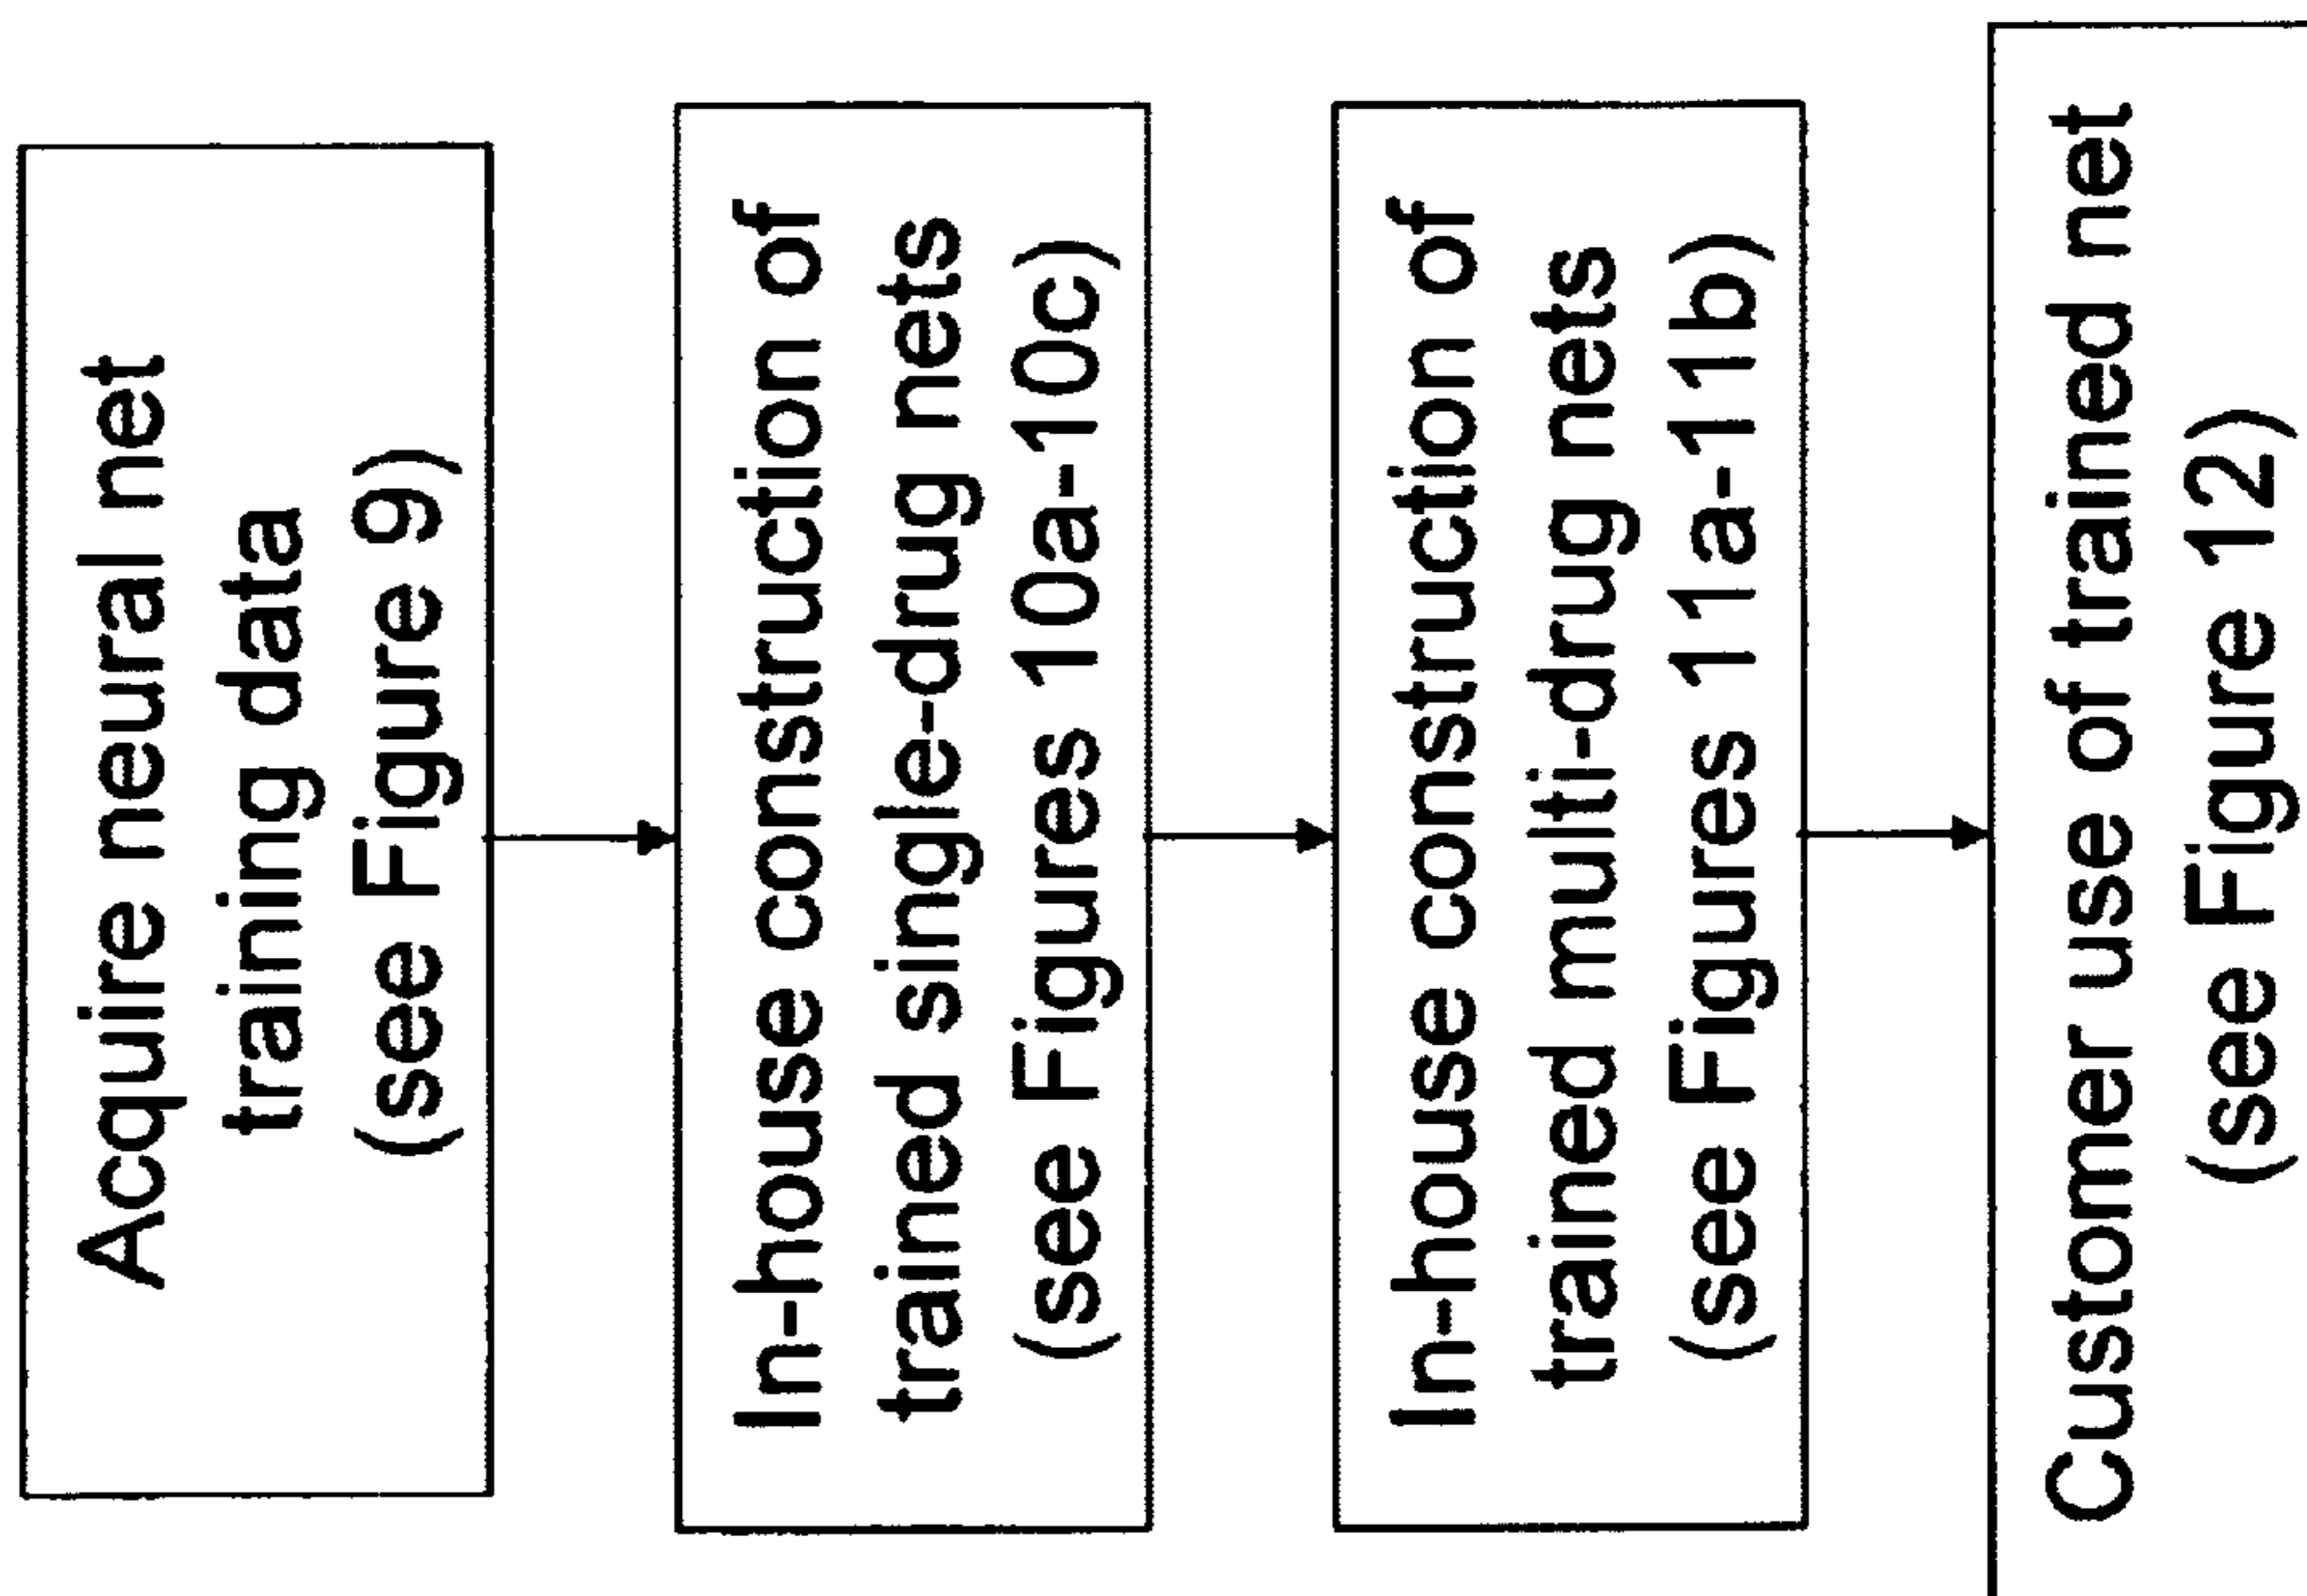 Acquire neural net
training data
(see Figure 9)
In-house construction of
trained single-drug nets
(see Figures 10a-10c)
In-house construction of
trained multi-drug nets
(see Figures 11a-11b)
Customer use of trained net
(see Figure 12)